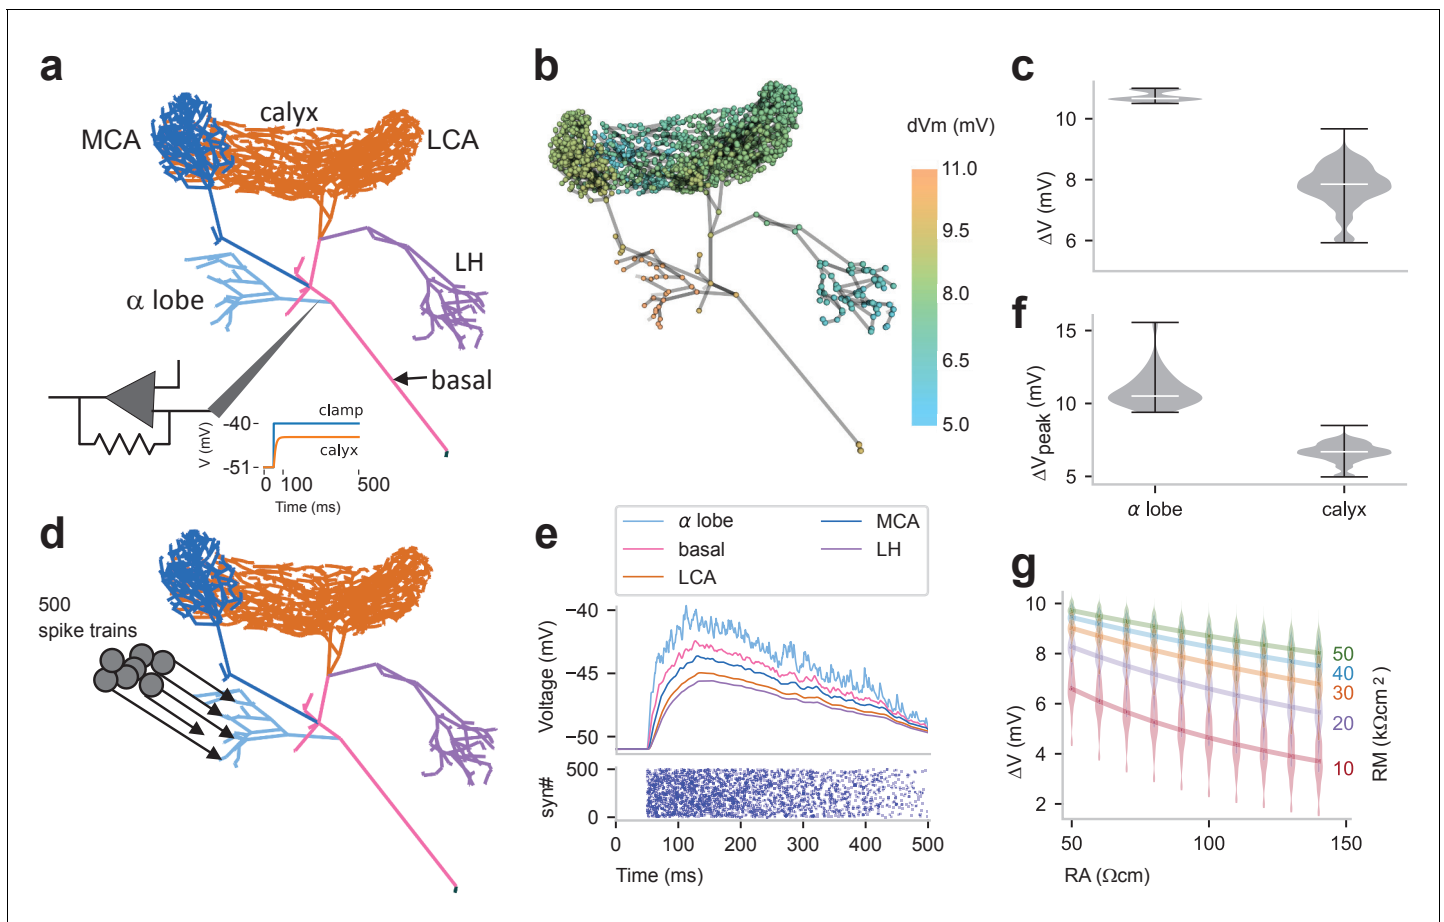 a
MCA
calyx
LCA
LH
α lobe
basal
clamp
calyx
-40
-51
V (mV)
0
100
500
Time (ms)
b
dVm (mV)
11.0
9.5
8.0
6.5
5.0
c
10
8
6
ΔV (mV)
f
15
10
5
ΔVpeak (mV)
α lobe
calyx
d
500
spike trains
e
α lobe
basal
LCA
MCA
LH
−40
−45
−50
Voltage (mV)
500
0
syn#
0
100
200
300
400
500
Time (ms)
g
10
8
6
4
2
ΔV (mV)
50
40
30
20
10
RM (kΩcm²)
50
100
150
RA (Ωcm)